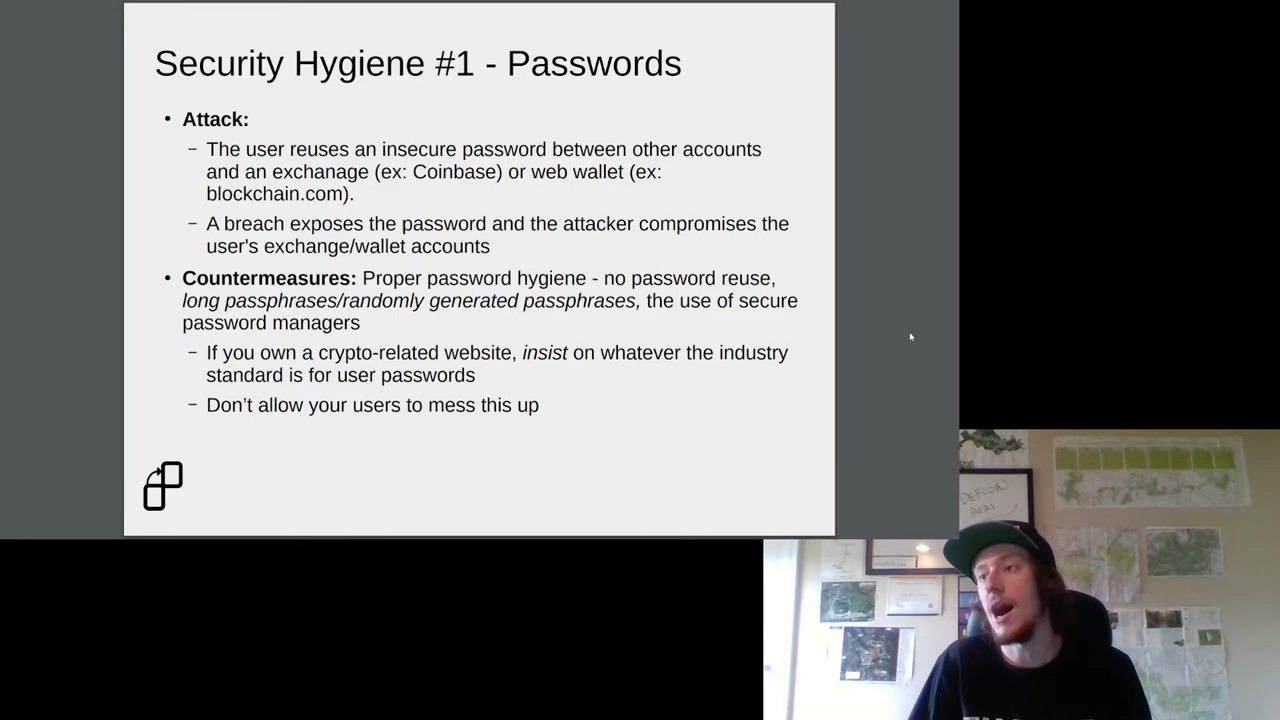 Security Hygiene #1 - Passwords
• Attack:
– The user reuses an insecure password between other accounts
and an exchanage (ex: Coinbase) or web wallet (ex:
blockchain.com).
– A breach exposes the password and the attacker compromises the
user's exchange/wallet accounts
• Countermeasures: Proper password hygiene - no password reuse,
long passphrases/randomly generated passphrases, the use of secure
password managers
– If you own a crypto-related website, insist on whatever the industry
standard is for user passwords
– Don’t allow your users to mess this up
DEFCON
2021